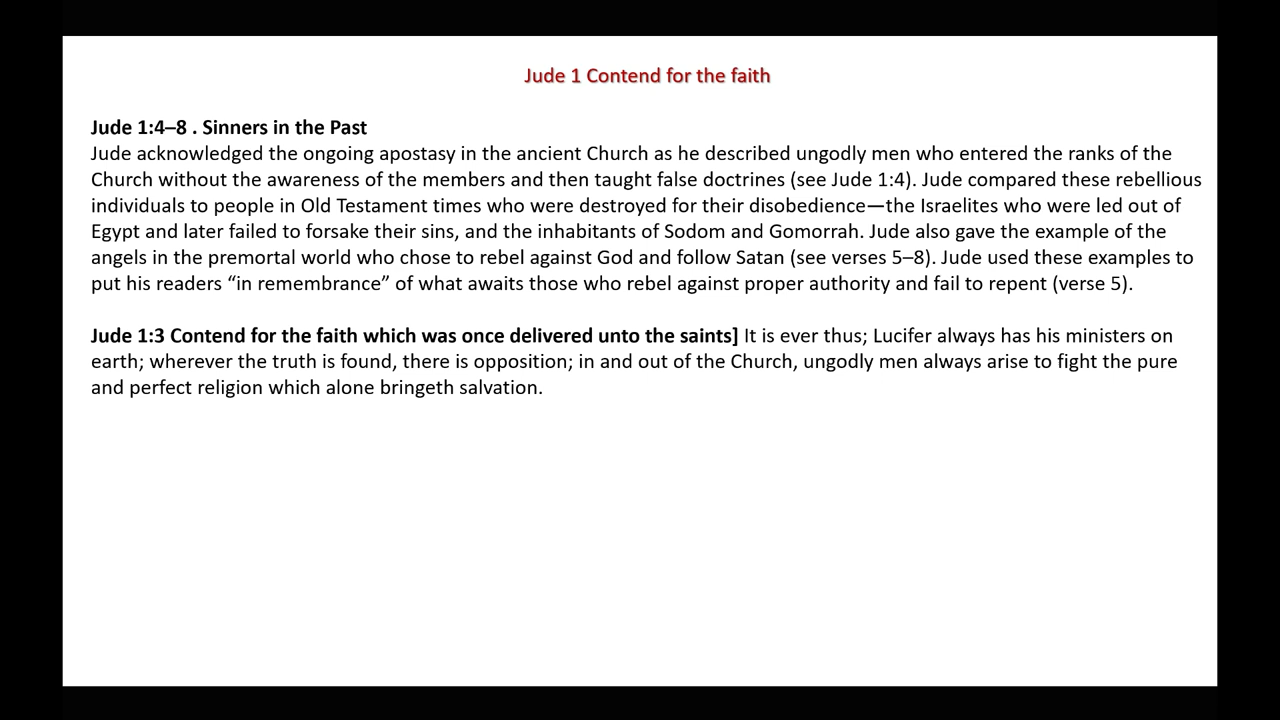 Jude 1 Contend for the faith
Jude 1:4–8 . Sinners in the Past
Jude acknowledged the ongoing apostasy in the ancient Church as he described ungodly men who entered the ranks of the
Church without the awareness of the members and then taught false doctrines (see Jude 1:4). Jude compared these rebellious
individuals to people in Old Testament times who were destroyed for their disobedience—the Israelites who were led out of
Egypt and later failed to forsake their sins, and the inhabitants of Sodom and Gomorrah. Jude also gave the example of the
angels in the premortal world who chose to rebel against God and follow Satan (see verses 5–8). Jude used these examples to
put his readers “in remembrance” of what awaits those who rebel against proper authority and fail to repent (verse 5).
Jude 1:3 Contend for the faith which was once delivered unto the saints] It is ever thus; Lucifer always has his ministers on
earth; wherever the truth is found, there is opposition; in and out of the Church, ungodly men always arise to fight the pure
and perfect religion which alone bringeth salvation.